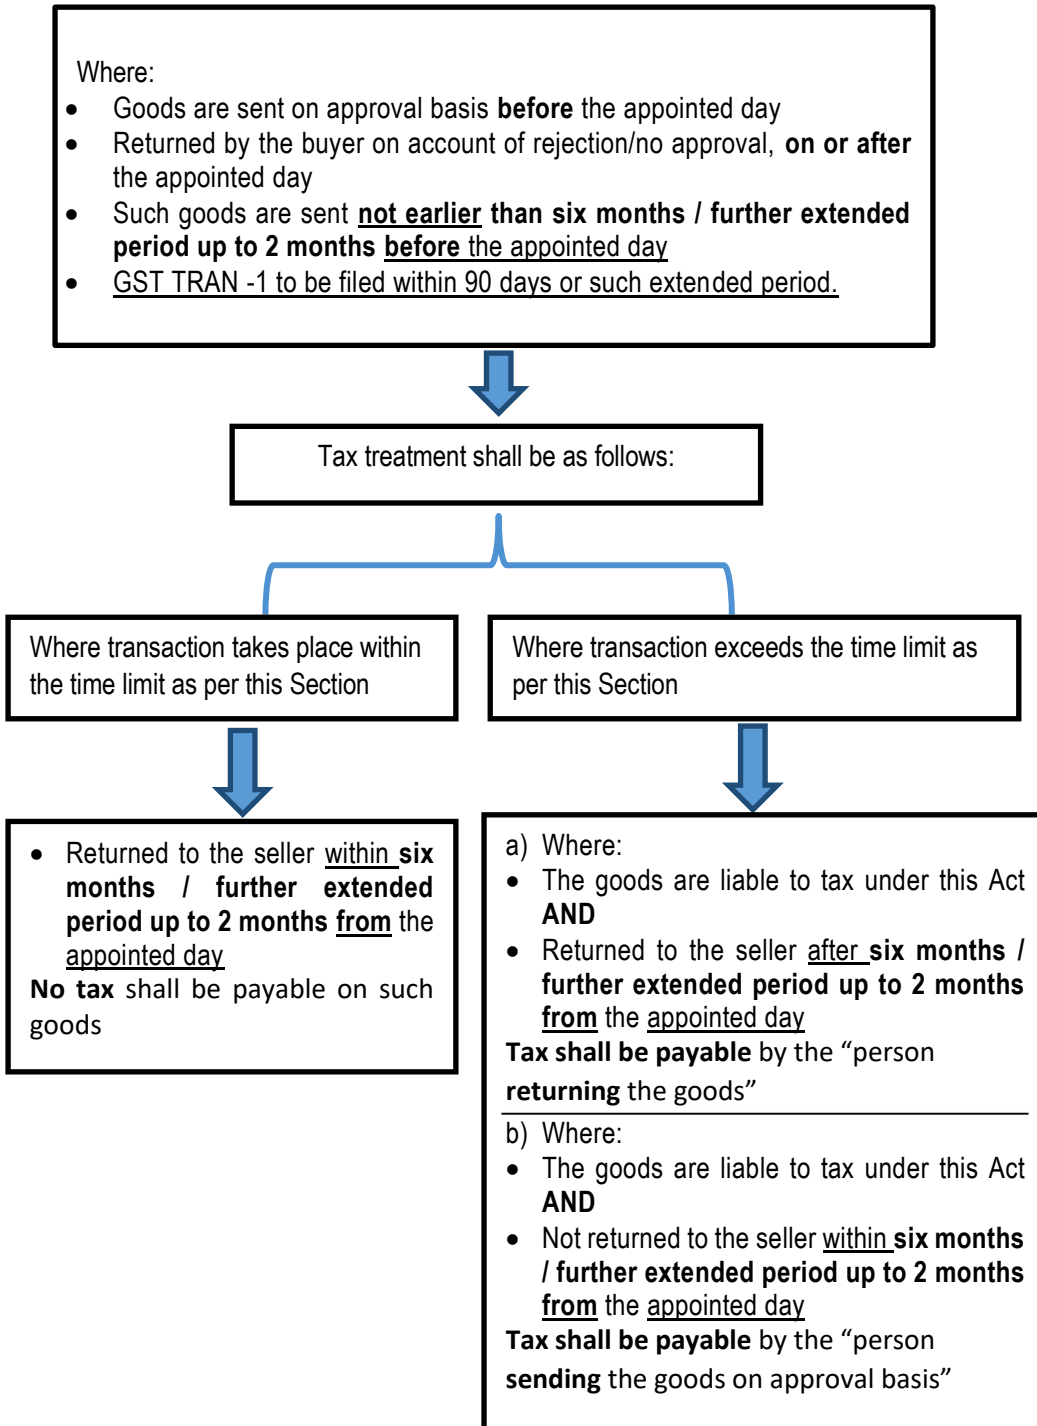 Where:
• Goods are sent on approval basis before the appointed day
• Returned by the buyer on account of rejection/no approval, on or after
the appointed day
• Such goods are sent not earlier than six months / further extended
period up to 2 months before the appointed day
• GST TRAN -1 to be filed within 90 days or such extended period.
Tax treatment shall be as follows:
Where transaction takes place within
the time limit as per this Section
Where transaction exceeds the time limit as
per this Section
• Returned to the seller within six
months / further extended
period up to 2 months from the
appointed day
No tax shall be payable on such
goods
a) Where:
• The goods are liable to tax under this Act
AND
• Returned to the seller after six months /
further extended period up to 2 months
from the appointed day
Tax shall be payable by the “person
returning the goods”
b) Where:
• The goods are liable to tax under this Act
AND
• Not returned to the seller within six months
/ further extended period up to 2 months
from the appointed day
Tax shall be payable by the “person
sending the goods on approval basis”